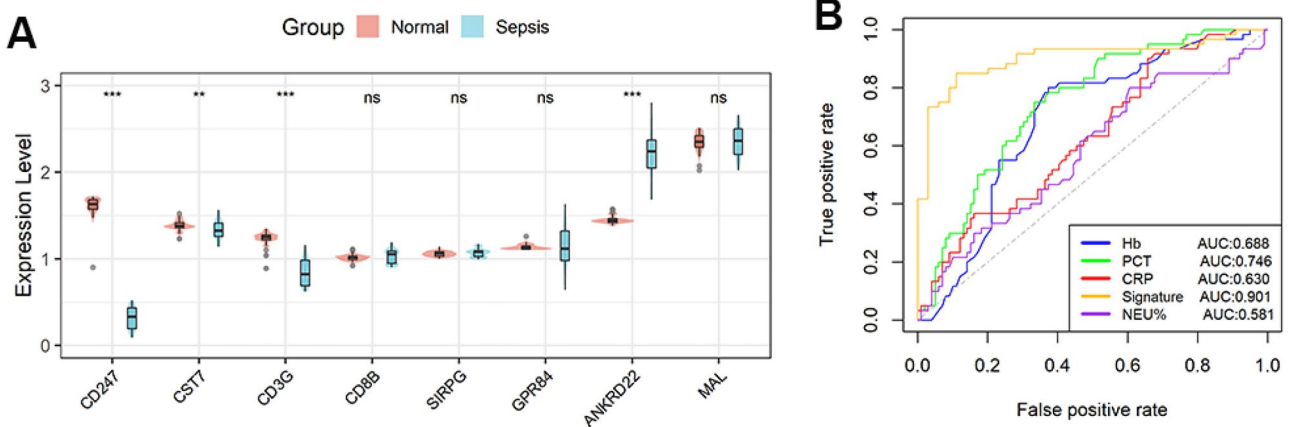 A
Group Normal Sepsis
Expression Level
3
2
1
0
*** ** *** ns ns ns *** ns
CD247 CST7 CD3G CD8B SIRPG GPR84 ANKRD22 MAL
B
True positive rate
1.0
0.8
0.6
0.4
0.2
0.0
Hb AUC:0.688
PCT AUC:0.746
CRP AUC:0.630
Signature AUC:0.901
NEU% AUC:0.581
0.0 0.2 0.4 0.6 0.8 1.0
False positive rate